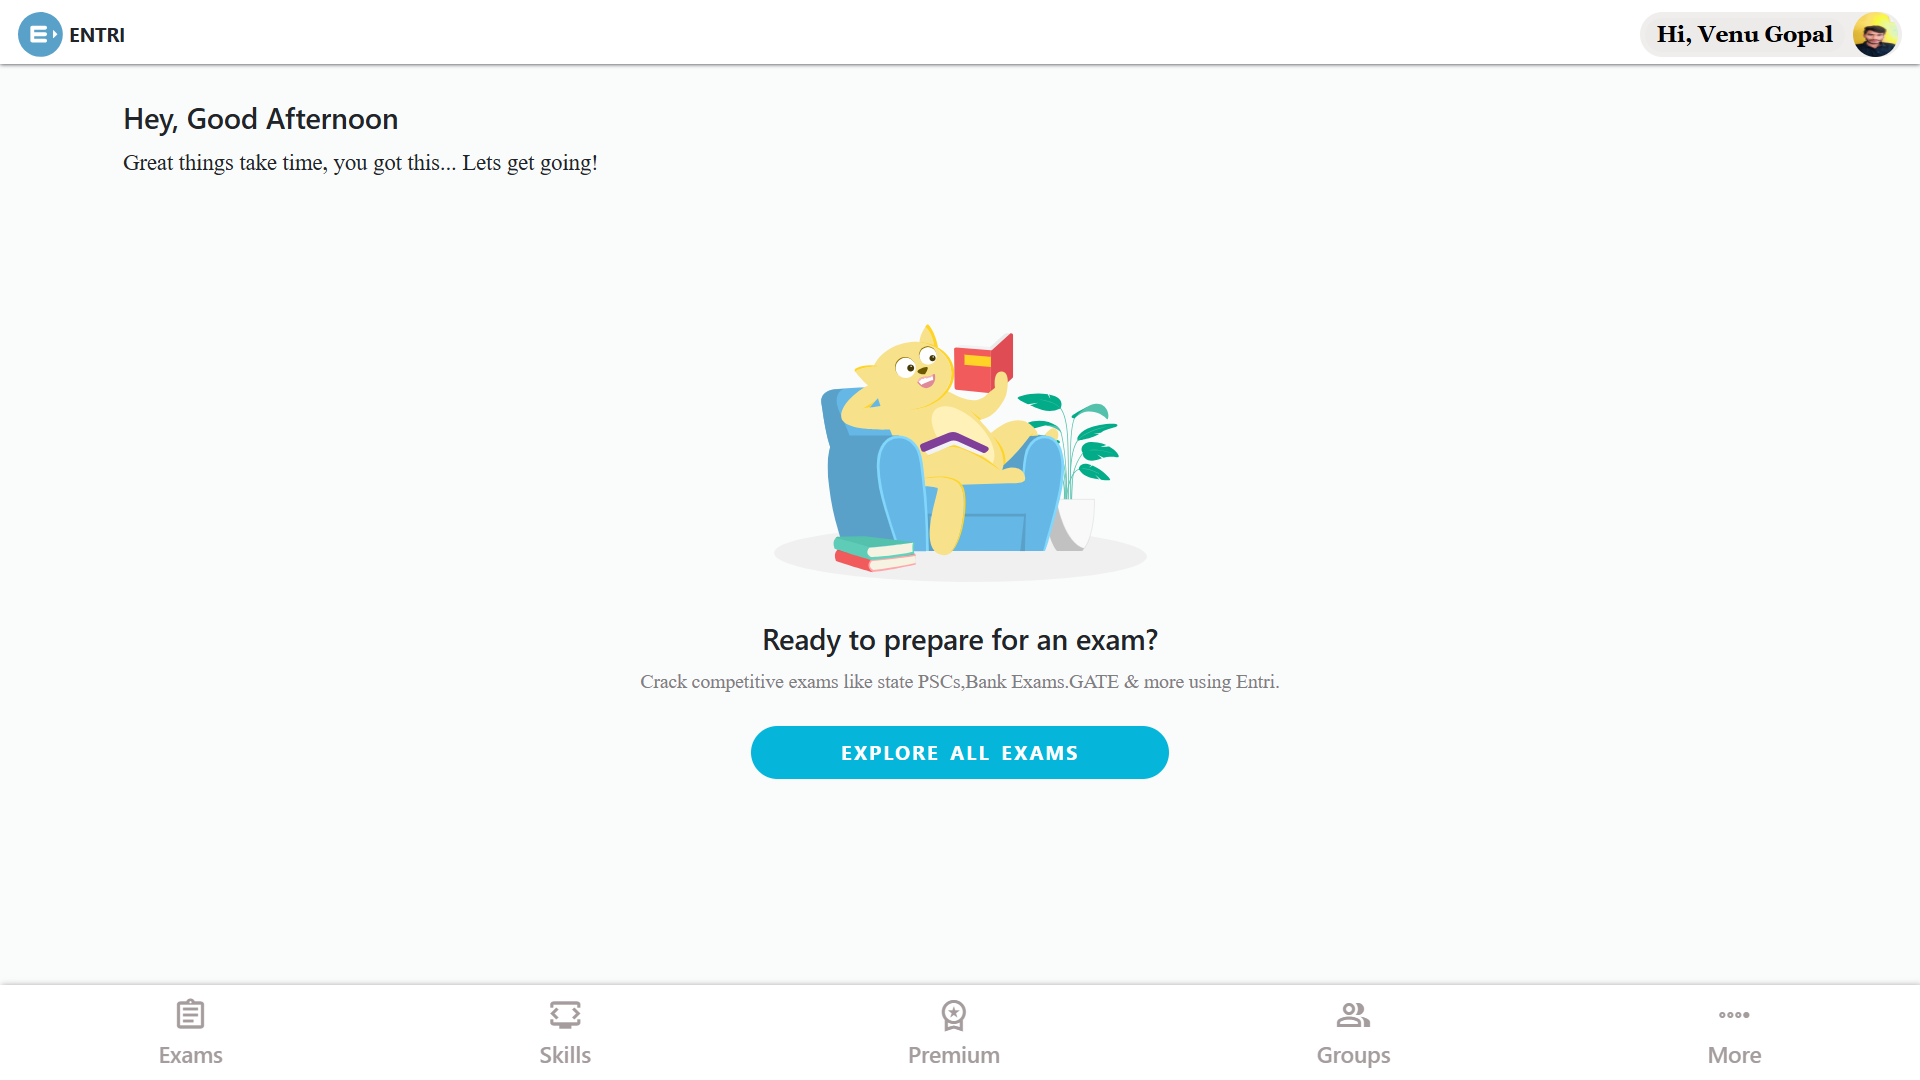 ENTRI
Hi, Venu Gopal
Hey, Good Afternoon
Great things take time, you got this... Lets get going!
Ready to prepare for an exam?
Crack competitive exams like state PSCs,Bank Exams.GATE & more using Entri.
EXPLORE ALL EXAMS
Exams
Skills
Premium
Groups
More